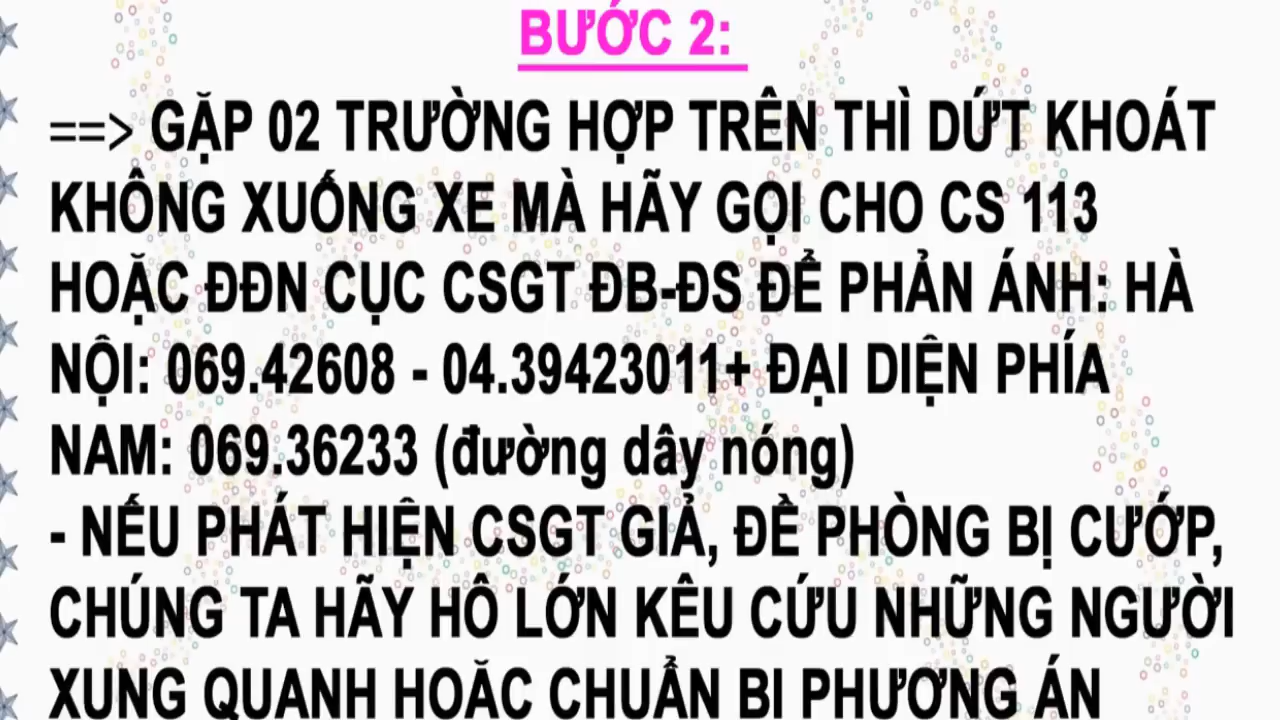 BƯỚC 2:
==> GẶP 02 TRƯỜNG HỢP TRÊN THÌ DỨT KHOÁT
KHÔNG XUỐNG XE MÀ HÃY GỌI CHO CS 113
HOẶC ĐĐN CỤC CSGT ĐB-ĐS ĐỂ PHẢN ÁNH: HÀ
NỘI: 069.42608 - 04.39423011+ ĐẠI DIỆN PHÍA
NAM: 069.36233 (đường dây nóng)
- NẾU PHÁT HIỆN CSGT GIẢ, ĐỀ PHÒNG BỊ CƯỚP,
CHÚNG TA HÃY HÔ LỚN KÊU CỨU NHỮNG NGƯỜI
XUNG QUANH HOẶC CHUẨN BỊ PHƯƠNG ÁN